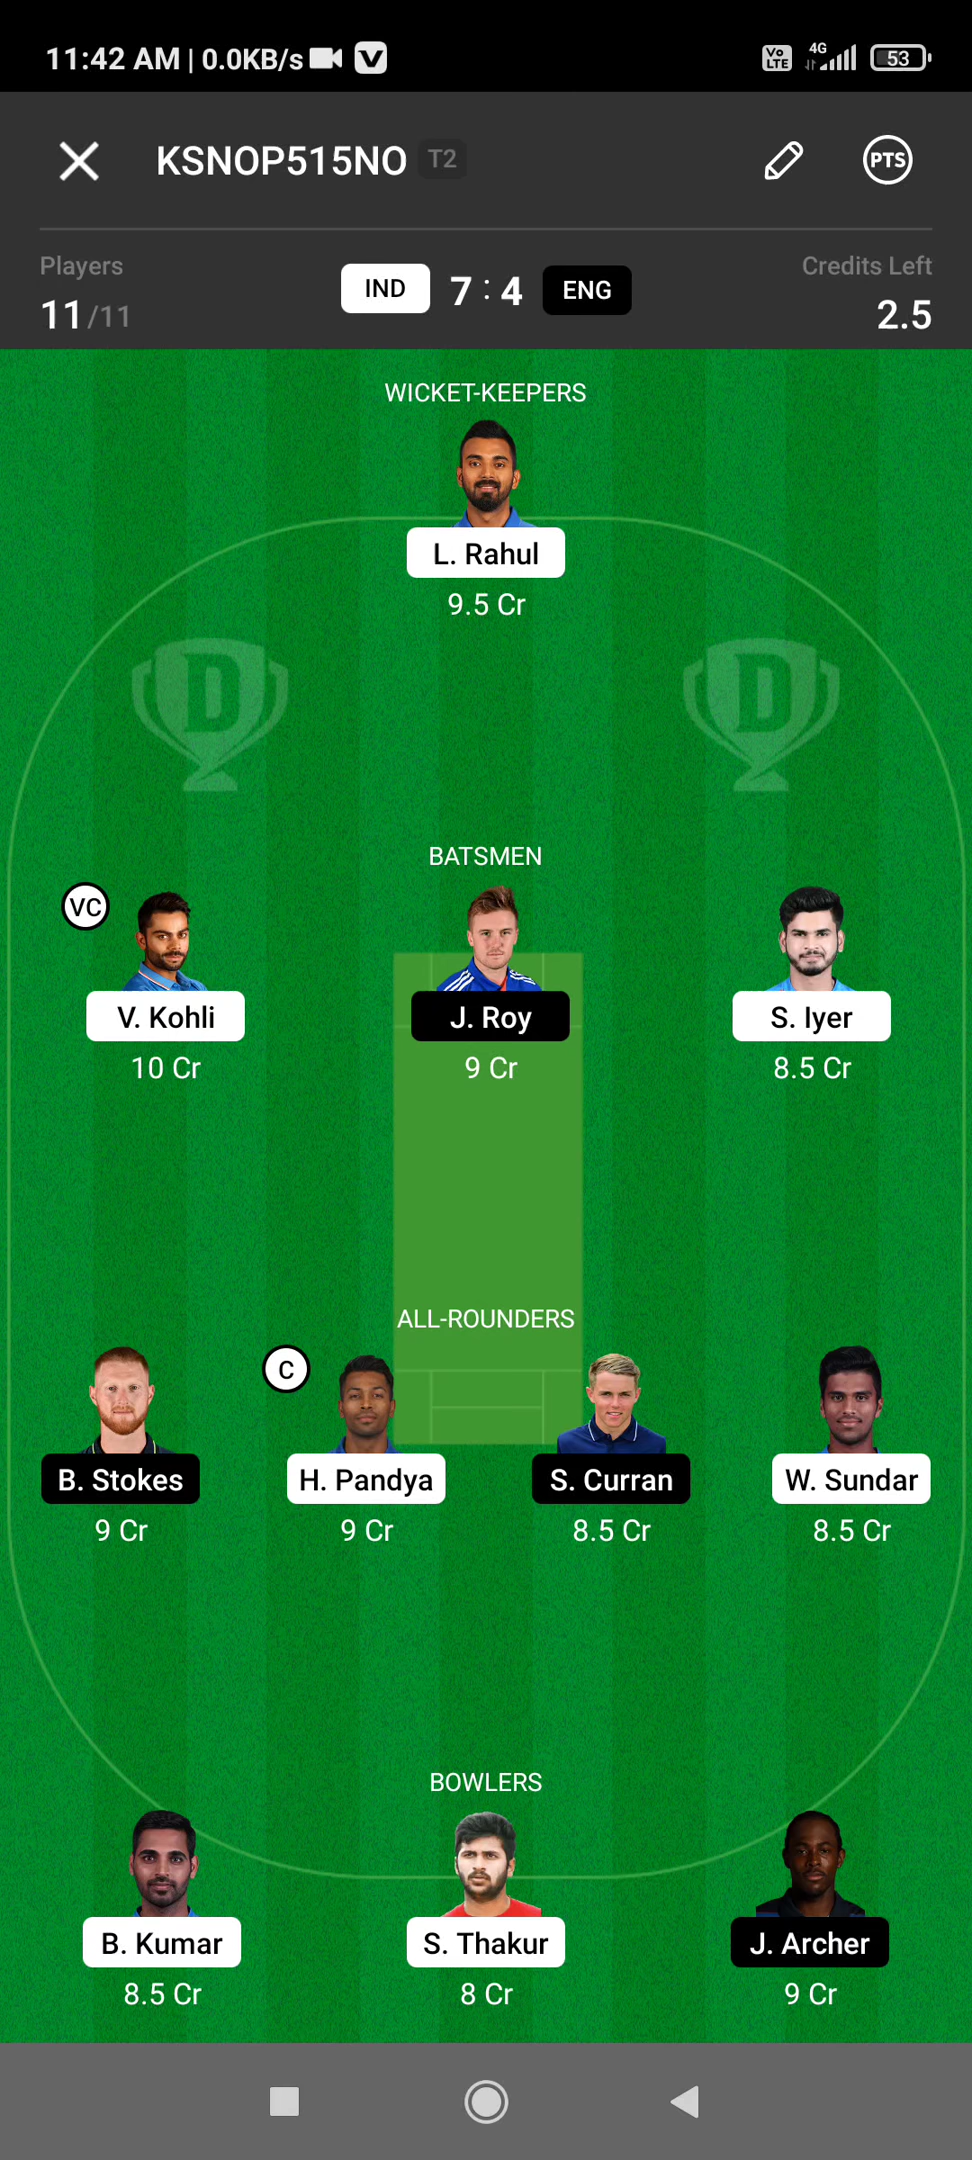 11:42 AM | 0.0KB/s V Vo LTE 4G 53
KSNOP515NO T2 PTS
Players Credits Left
11/11 IND 7 : 4 ENG 2.5
WICKET-KEEPERS
L. Rahul
9.5 Cr
D D
BATSMEN
VC
V. Kohli J. Roy S. Iyer
10 Cr 9 Cr 8.5 Cr
ALL-ROUNDERS
C
B. Stokes H. Pandya S. Curran W. Sundar
9 Cr 9 Cr 8.5 Cr 8.5 Cr
BOWLERS
B. Kumar S. Thakur J. Archer
8.5 Cr 8 Cr 9 Cr